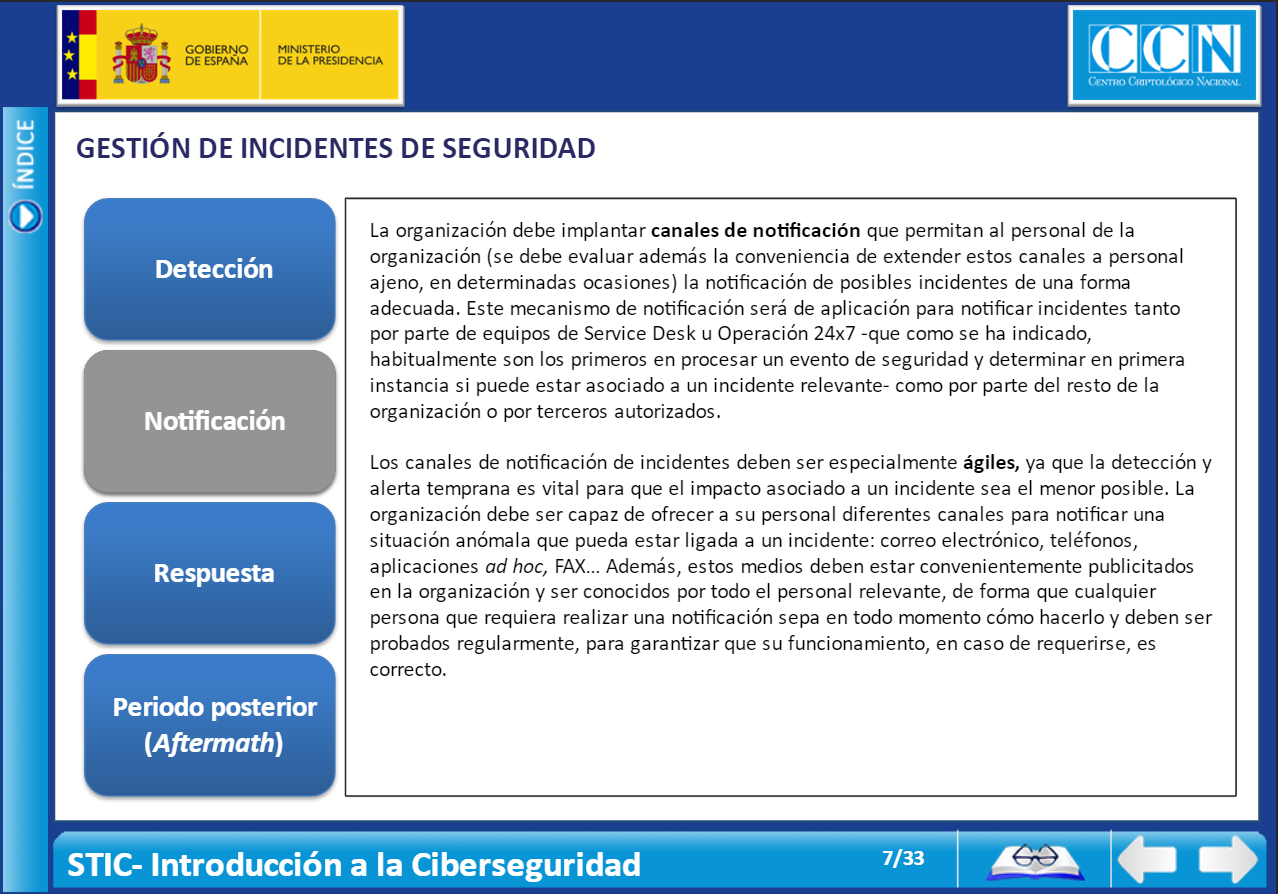 GOBIERNO
DE ESPAÑA
MINISTERIO
DE LA PRESIDENCIA
CCN
CENTRO CRIPTOLÓGICO NACIONAL
ÍNDICE
GESTIÓN DE INCIDENTES DE SEGURIDAD
Detección
Notificación
Respuesta
Periodo posterior
(Aftermath)
La organización debe implantar canales de notificación que permitan al personal de la
organización (se debe evaluar además la conveniencia de extender estos canales a personal
ajeno, en determinadas ocasiones) la notificación de posibles incidentes de una forma
adecuada. Este mecanismo de notificación será de aplicación para notificar incidentes tanto
por parte de equipos de Service Desk u Operación 24x7 -que como se ha indicado,
habitualmente son los primeros en procesar un evento de seguridad y determinar en primera
instancia si puede estar asociado a un incidente relevante- como por parte del resto de la
organización o por terceros autorizados.
Los canales de notificación de incidentes deben ser especialmente ágiles, ya que la detección y
alerta temprana es vital para que el impacto asociado a un incidente sea el menor posible. La
organización debe ser capaz de ofrecer a su personal diferentes canales para notificar una
situación anómala que pueda estar ligada a un incidente: correo electrónico, teléfonos,
aplicaciones ad hoc, FAX... Además, estos medios deben estar convenientemente publicitados
en la organización y ser conocidos por todo el personal relevante, de forma que cualquier
persona que requiera realizar una notificación sepa en todo momento cómo hacerlo y deben ser
probados regularmente, para garantizar que su funcionamiento, en caso de requerirse, es
correcto.
STIC- Introducción a la Ciberseguridad
7/33